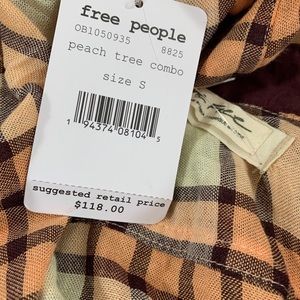 free people
OB1050935 8825
peach tree combo
size S
1 94374 08104 5
suggested retail price
$118.00